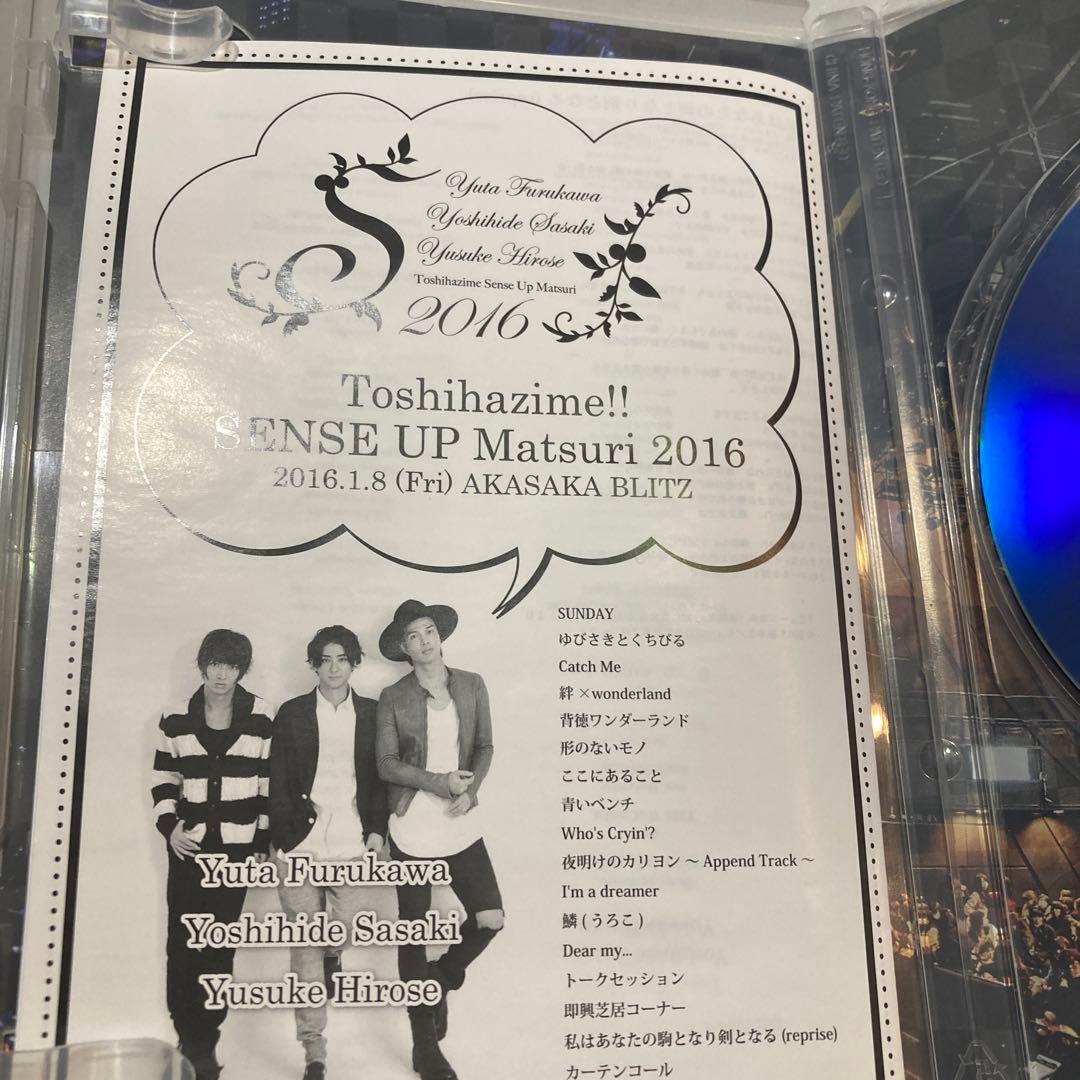 Yuta Furukawa
Yoshihide Sasaki
Yusuke Hirose
Toshihazime Sense Up Matsuri
2016
Toshihazime!!
SENSE UP Matsuri 2016
2016.1.8 (Fri) AKASAKA BLITZ
SUNDAY
ゆびさきとくちびる
Catch Me
絆×wonderland
背徳ワンダーランド
形のないモノ
ここにあること
青いベンチ
Who's Cryin'?
夜明けのカリヨン ～ Append Track ～
I'm a dreamer
鱗 ( うろこ )
Dear my...
トークセッション
即興芝居コーナー
私はあなたの駒となり剣となる (reprise)
カーテンコール
Yuta Furukawa
Yoshihide Sasaki
Yusuke Hirose